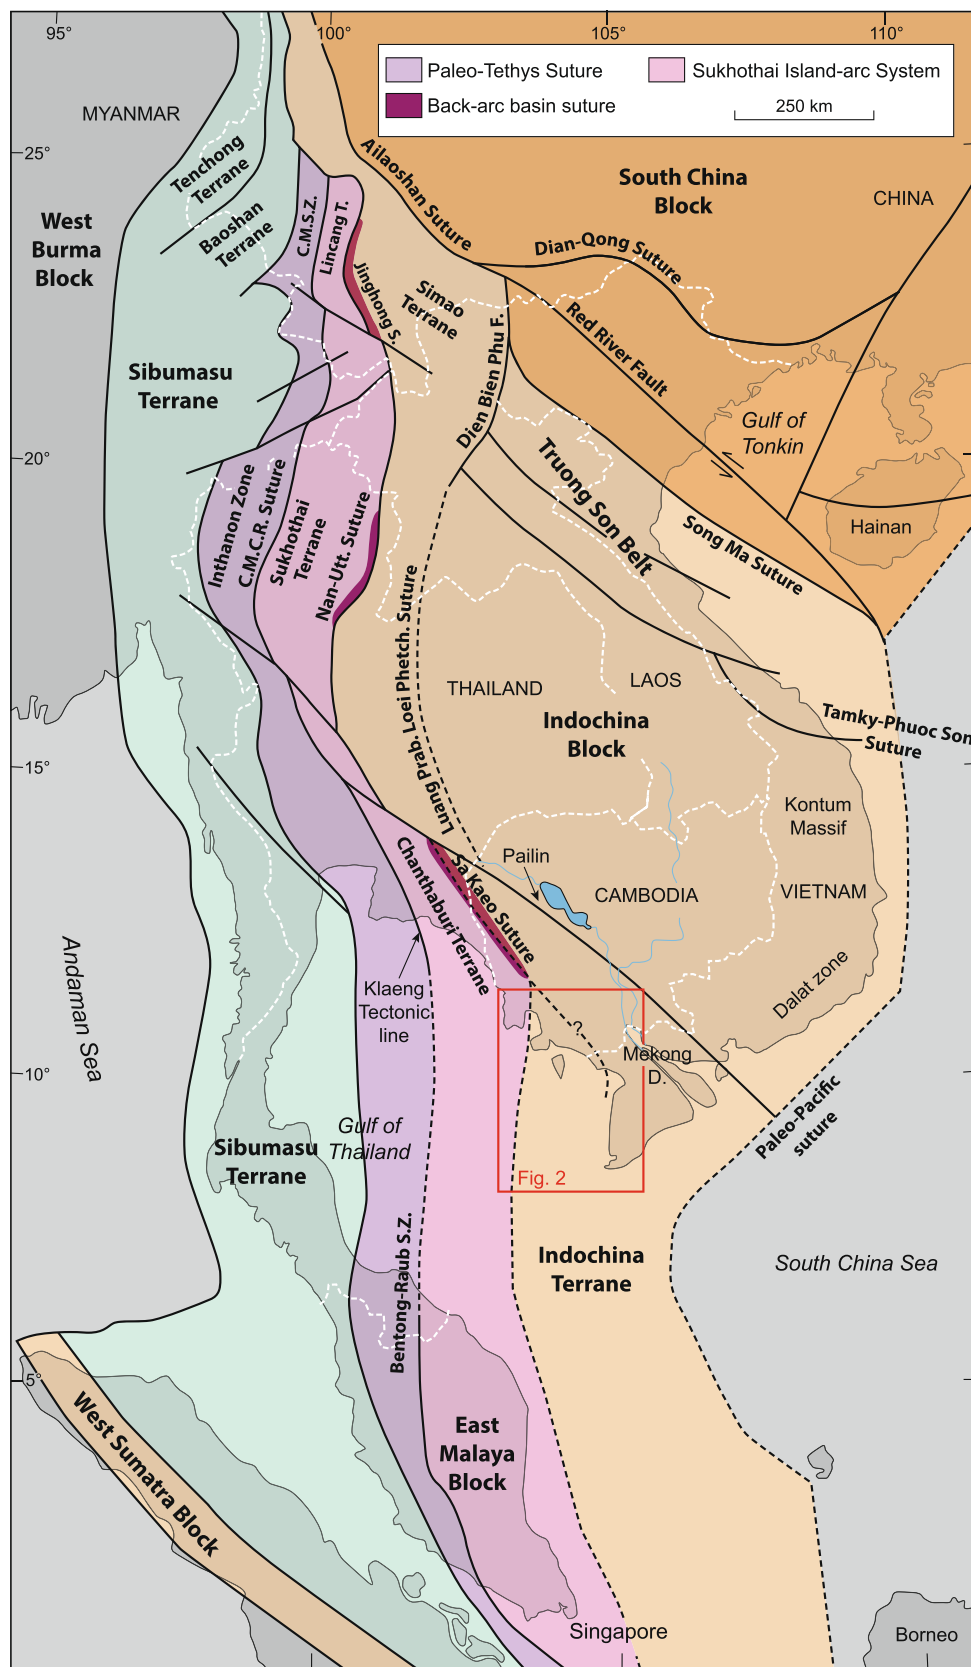 95°
100°
105°
110°
Paleo-Tethys Suture
Sukhothai Island-arc System
Back-arc basin suture
250 km
MYANMAR
25°
Tenchong
Terrane
Ailaoshan Suture
South China
Block
CHINA
West
Burma
Block
Baoshan
Terrane
C.M.S.Z.
Lincang T.
Jinghong S.
Dian-Qong Suture
Simao
Terrane
Red River Fault
Dien Bien Phu F.
Sibumasu
Terrane
Gulf of
Tonkin
20°
Truong Son Belt
Inthanon Zone
C.M.C.R. Suture
Sukhothai
Terrane
Nan-Utt. Suture
Song Ma Suture
Hainan
Luang Prab. Loei Phetch. Suture
THAILAND
LAOS
Indochina
Block
Tamky-Phuoc Son
Suture
15°
Kontum
Massif
Pailin
Chanthaburi Terrane
Sa Kaeo Suture
CAMBODIA
VIETNAM
Andaman Sea
Klaeng
Tectonic
line
Dalat zone
?
Mekong
D.
10°
Paleo-Pacific
suture
Gulf of
Thailand
Sibumasu
Terrane
Fig. 2
Bentong-Raub S.Z.
Indochina
Terrane
South China Sea
5°
West Sumatra Block
East
Malaya
Block
Singapore
Borneo